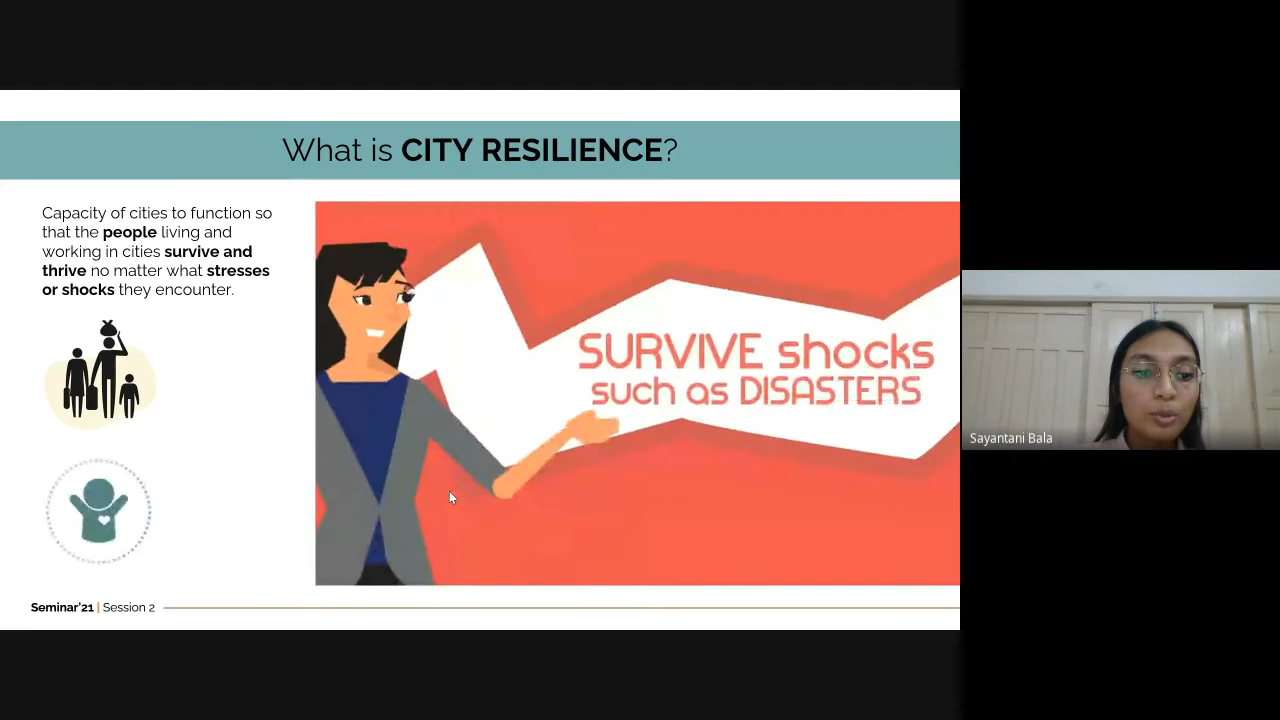 What is CITY RESILIENCE?
Capacity of cities to function so
that the people living and
working in cities survive and
thrive no matter what stresses
or shocks they encounter.
SURVIVE shocks
such as DISASTERS
Sayantani Bala
Seminar'21 | Session 2